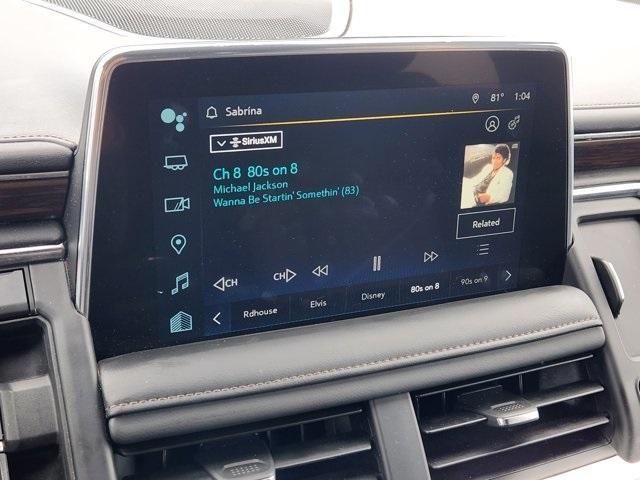 Sabrina
81° 1:04
SiriusXM
Ch 8 80s on 8
Michael Jackson
Wanna Be Startin' Somethin' (83)
Related
CH CH
Rdhouse Elvis Disney 80s on 8 90s on 9